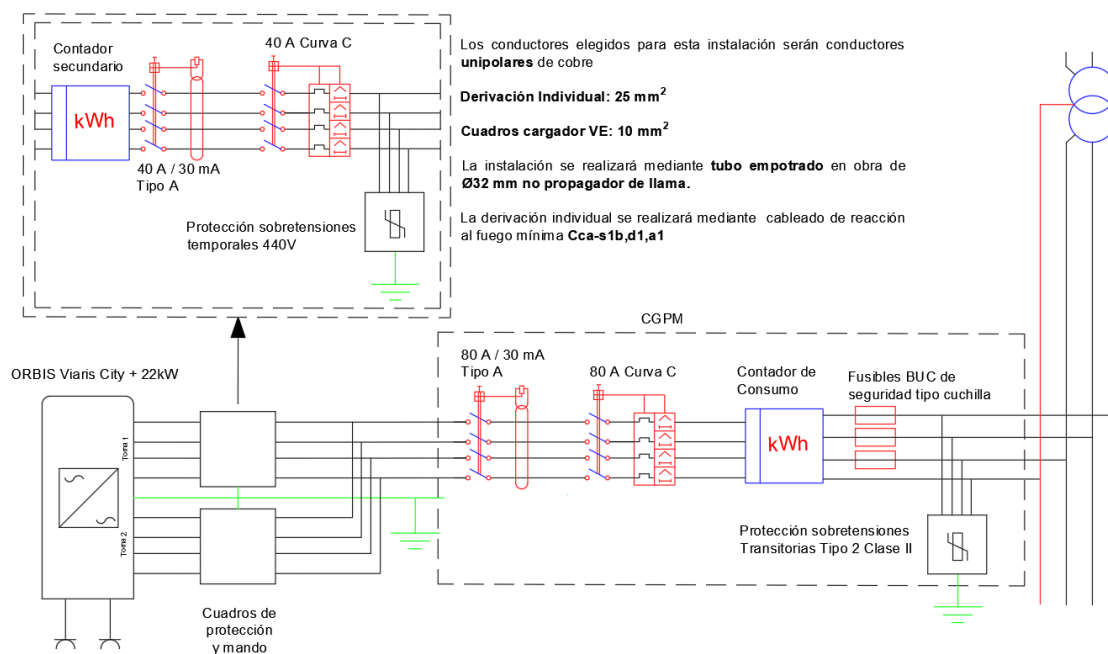 Contador
secundario
kWh
40 A / 30 mA
Tipo A
40 A Curva C
Protección sobretensiones
temporales 440V
Los conductores elegidos para esta instalación serán conductores
unipolares de cobre
Derivación Individual: 25 mm²
Cuadros cargador VE: 10 mm²
La instalación se realizará mediante tubo empotrado en obra de
Ø32 mm no propagador de llama.
La derivación individual se realizará mediante cableado de reacción
al fuego mínima Cca-s1b,d1,a1
ORBIS Viaris City + 22kW
Toma 1
Toma 2
Cuadros de
protección
y mando
CGPM
80 A / 30 mA
Tipo A
80 A Curva C
Contador de
Consumo
kWh
Fusibles BUC de
seguridad tipo cuchilla
Protección sobretensiones
Transitorias Tipo 2 Clase II